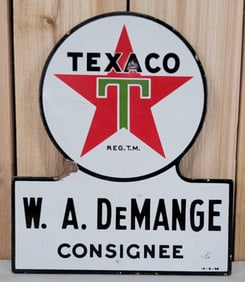 TEXACO
T
REG. T.M.
W. A. DEMANGE
CONSIGNEE